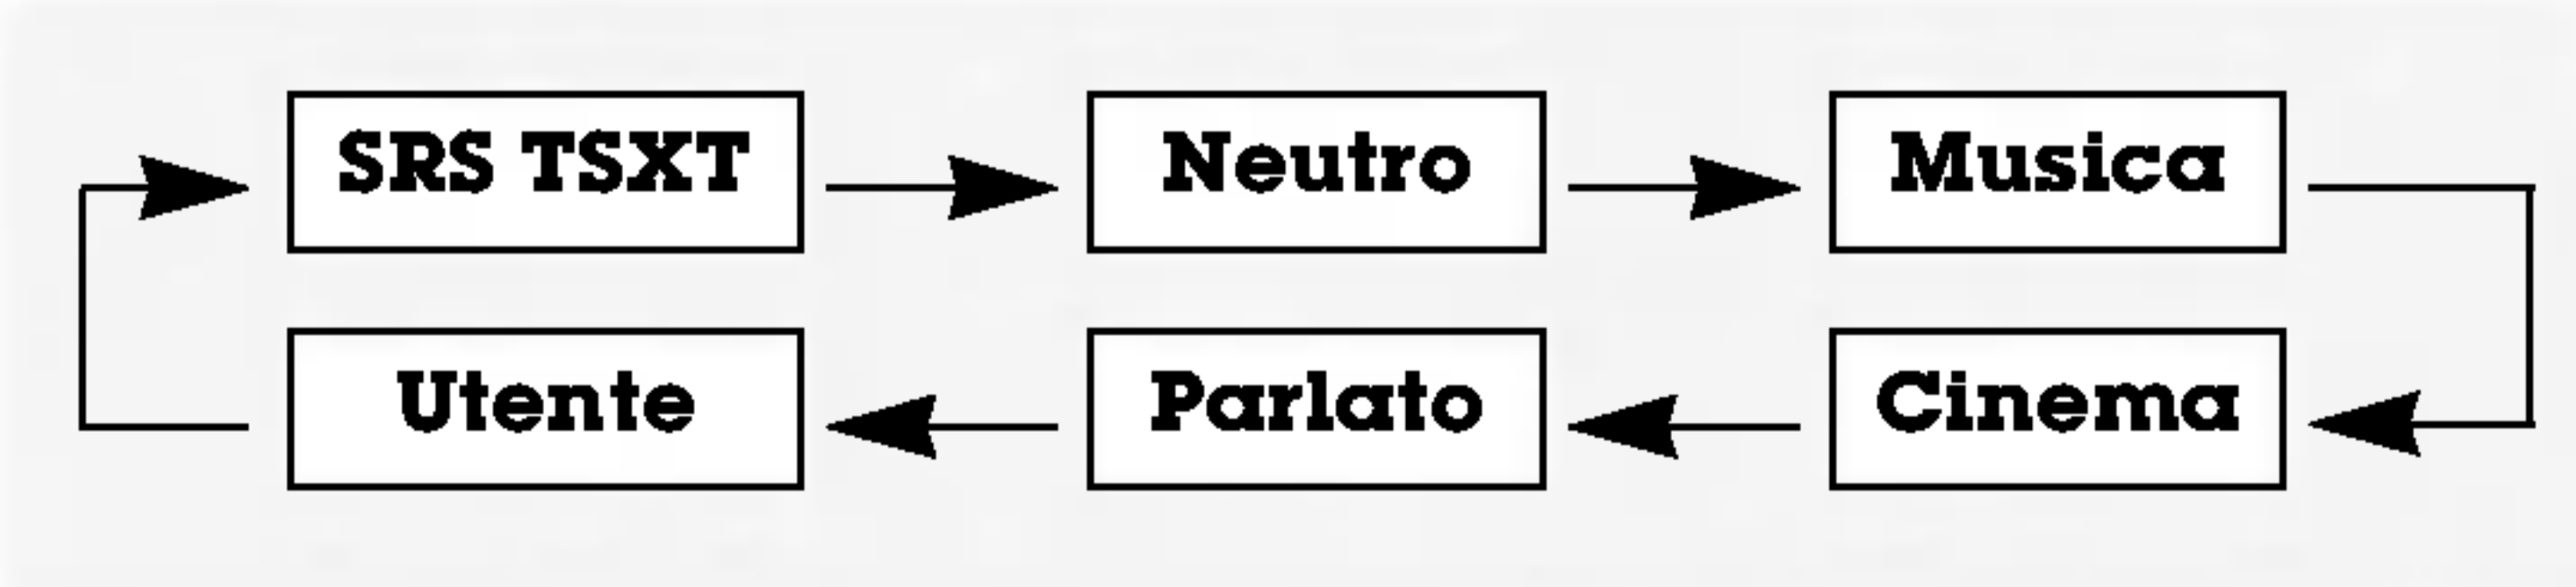 SRS TSXT
Neutro
Musica
Utente
Parlato
Cinema